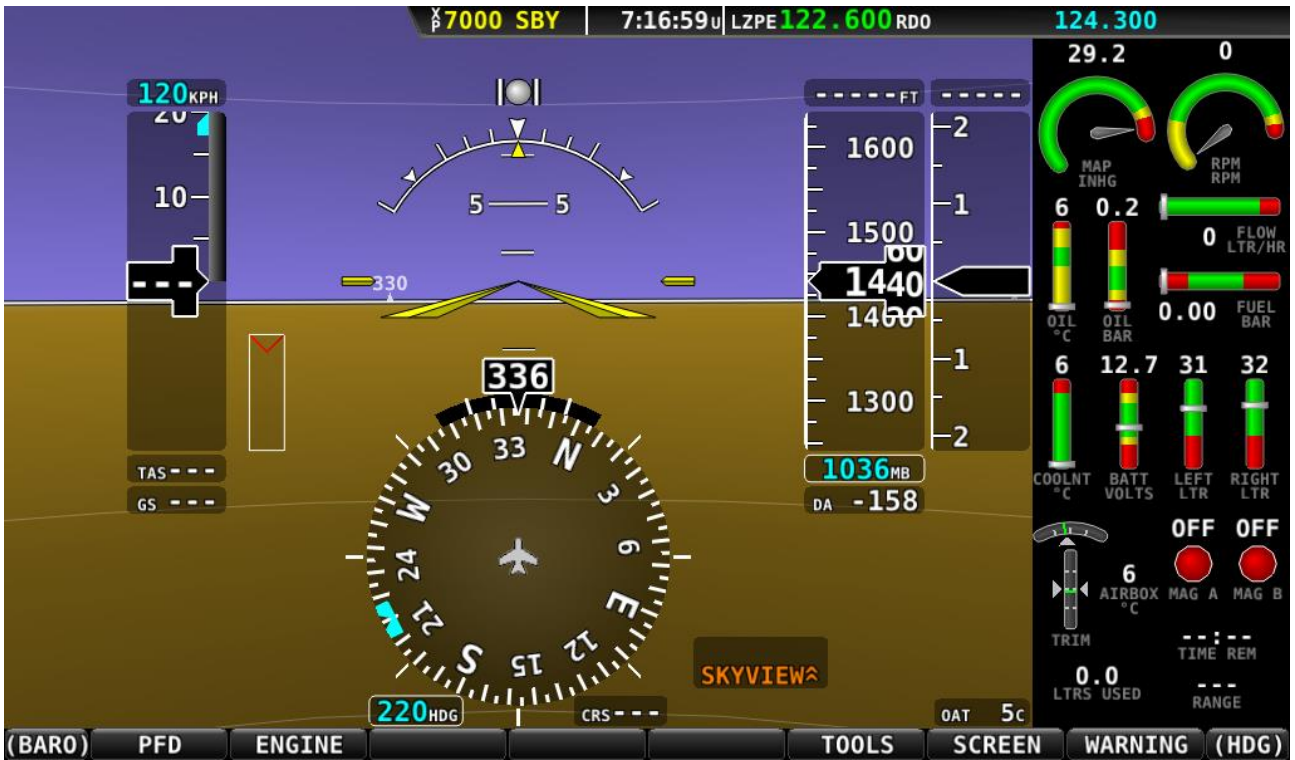 XP 7000 SBY 7:16:59U LZPE 122.600 RDO 124.300
120KPH
20
10
---
TAS ---
GS ---
5 5
330
336
33 N 3 6 E 12 15 S 21 24 W 30
220HDG
CRS---
SKYVIEW
-----FT
1600
1500
60
1440
1400
1300
1036MB
DA -158
-----
2
1
1
2
OAT 5C
29.2 0
MAP INHG
RPM RPM
6 0.2
OIL °C
OIL BAR
0 FLOW LTR/HR
0.00 FUEL BAR
6 12.7 31 32
COOLNT °C
BATT VOLTS
LEFT LTR
RIGHT LTR
OFF OFF
6
AIRBOX °C
MAG A MAG B
TRIM
--:--
TIME REM
0.0
LTRS USED
---
RANGE
(BARO) PFD ENGINE TOOLS SCREEN WARNING (HDG)